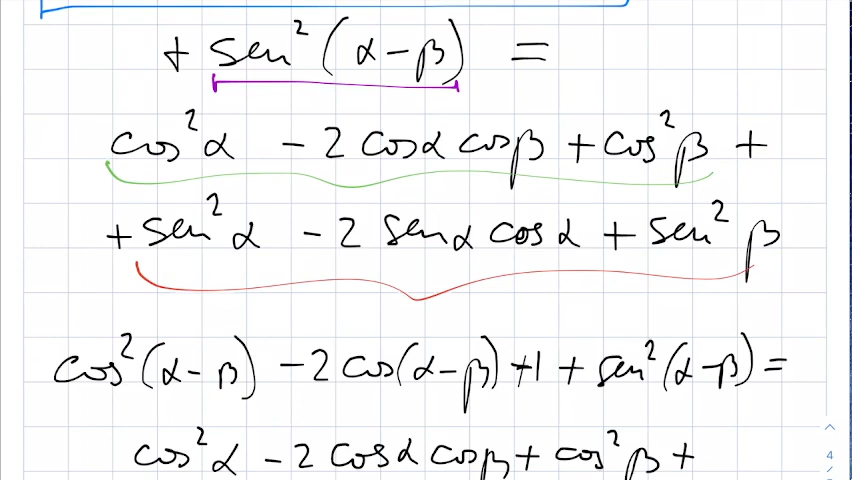 + sen²(α-β) =
cos²α - 2 cosα cosβ + cos²β +
+ sen²α - 2 senα cosα + sen²β
cos²(α-β) - 2 cos(α-β) + 1 + sen²(α-β) =
cos²α - 2 cosα cosβ + cos²β +
4